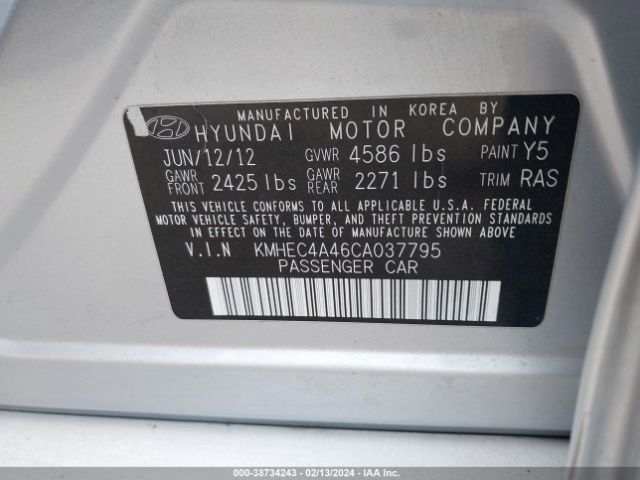 MANUFACTURED IN KOREA BY
HYUNDAI MOTOR COMPANY
JUN/12/12 GVWR 4586 lbs PAINT Y5
GAWR FRONT 2425 lbs GAWR REAR 2271 lbs TRIM RAS
THIS VEHICLE CONFORMS TO ALL APPLICABLE U.S.A. FEDERAL
MOTOR VEHICLE SAFETY, BUMPER, AND THEFT PREVENTION STANDARDS
IN EFFECT ON THE DATE OF MANUFACTURE SHOWN ABOVE
V.I.N KMHEC4A46CA037795
PASSENGER CAR
000-38734243 - 02/13/2024 - IAA Inc.